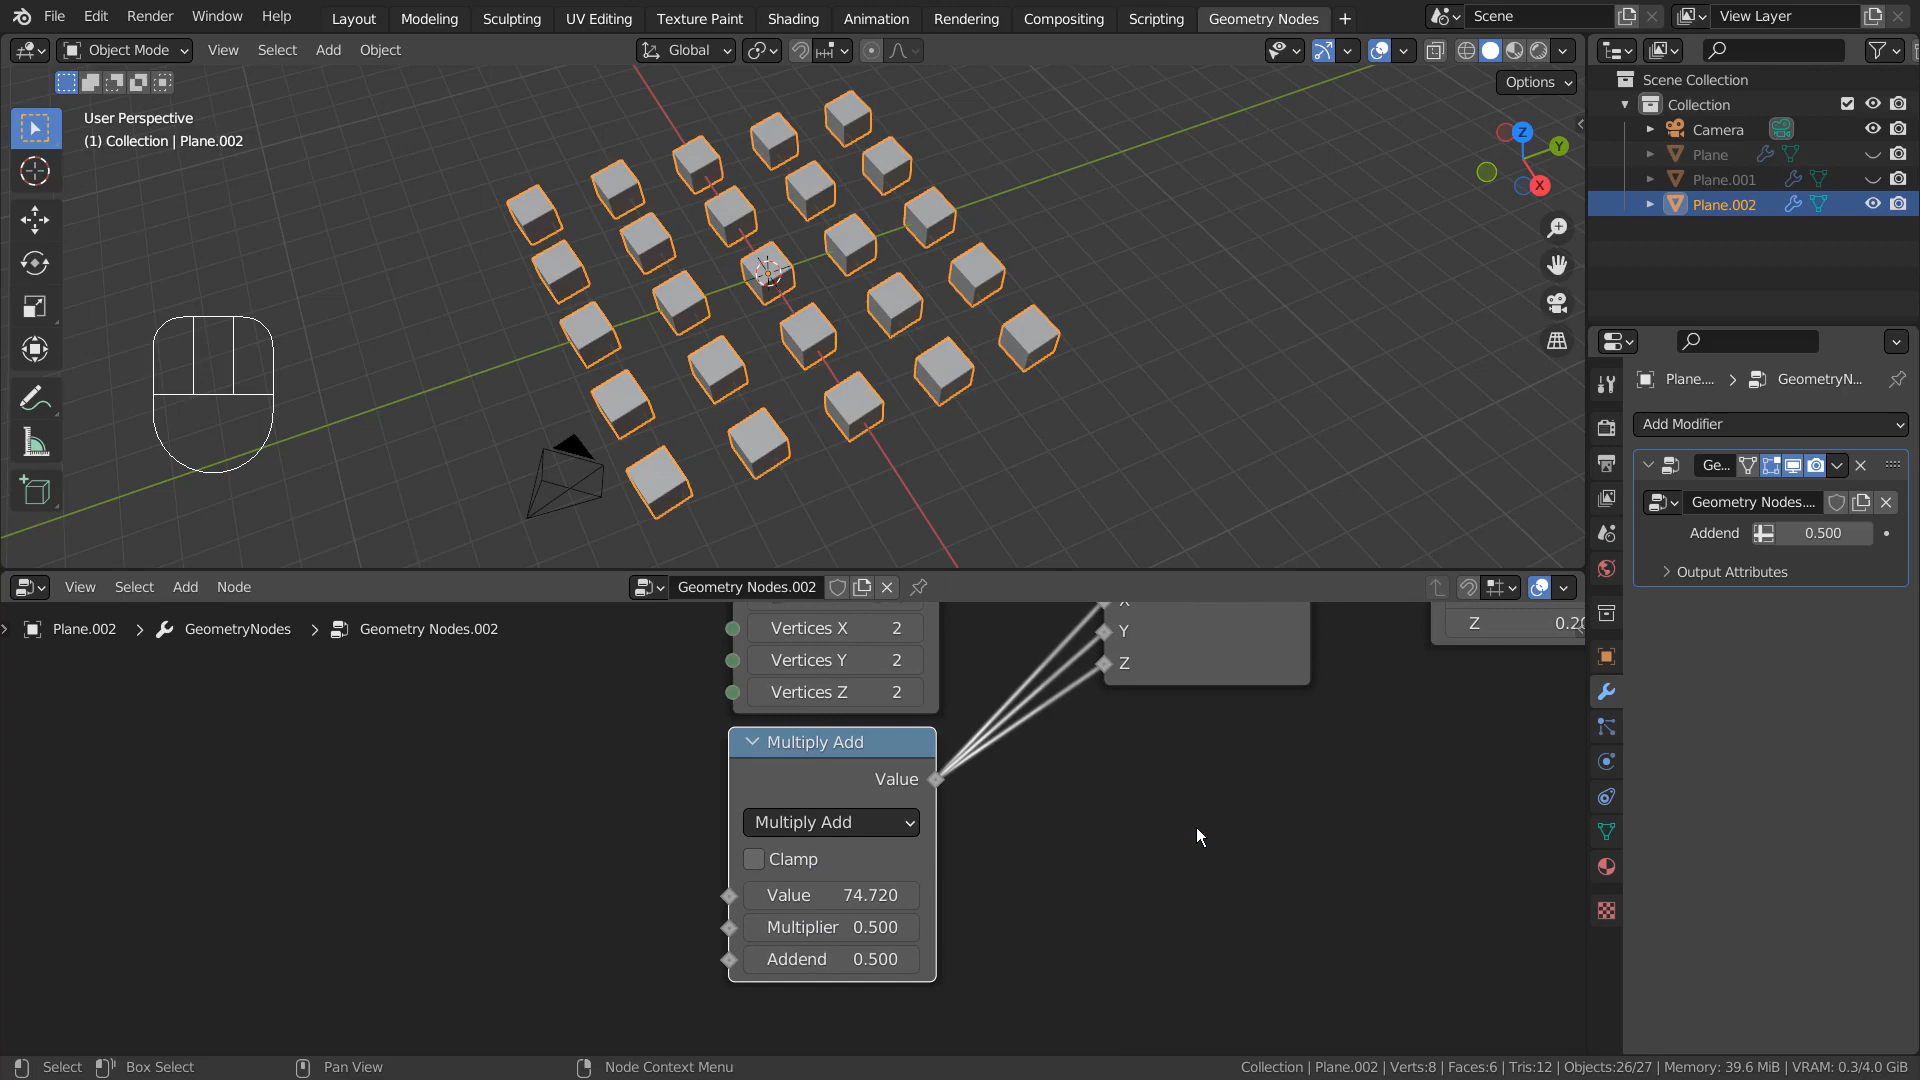 File Edit Render Window Help Layout Modeling Sculpting UV Editing Texture Paint Shading Animation Rendering Compositing Scripting Geometry Nodes + Scene View Layer
Object Mode View Select Add Object Global
Options
User Perspective
(1) Collection | Plane.002
Z
Y
X
Scene Collection
Collection
Camera
Plane
Plane.001
Plane.002
Plane.... GeometryN...
Add Modifier
Ge...
Geometry Nodes....
Addend 0.500
Output Attributes
View Select Add Node Geometry Nodes.002
Plane.002 GeometryNodes Geometry Nodes.002
Vertices X 2
Vertices Y 2
Vertices Z 2
X
Y
Z
Z 0.20
Multiply Add
Value
Multiply Add
Clamp
Value 74.720
Multiplier 0.500
Addend 0.500
Select Box Select Pan View Node Context Menu Collection | Plane.002 | Verts:8 | Faces:6 | Tris:12 | Objects:26/27 | Memory: 39.6 MiB | VRAM: 0.3/4.0 GiB